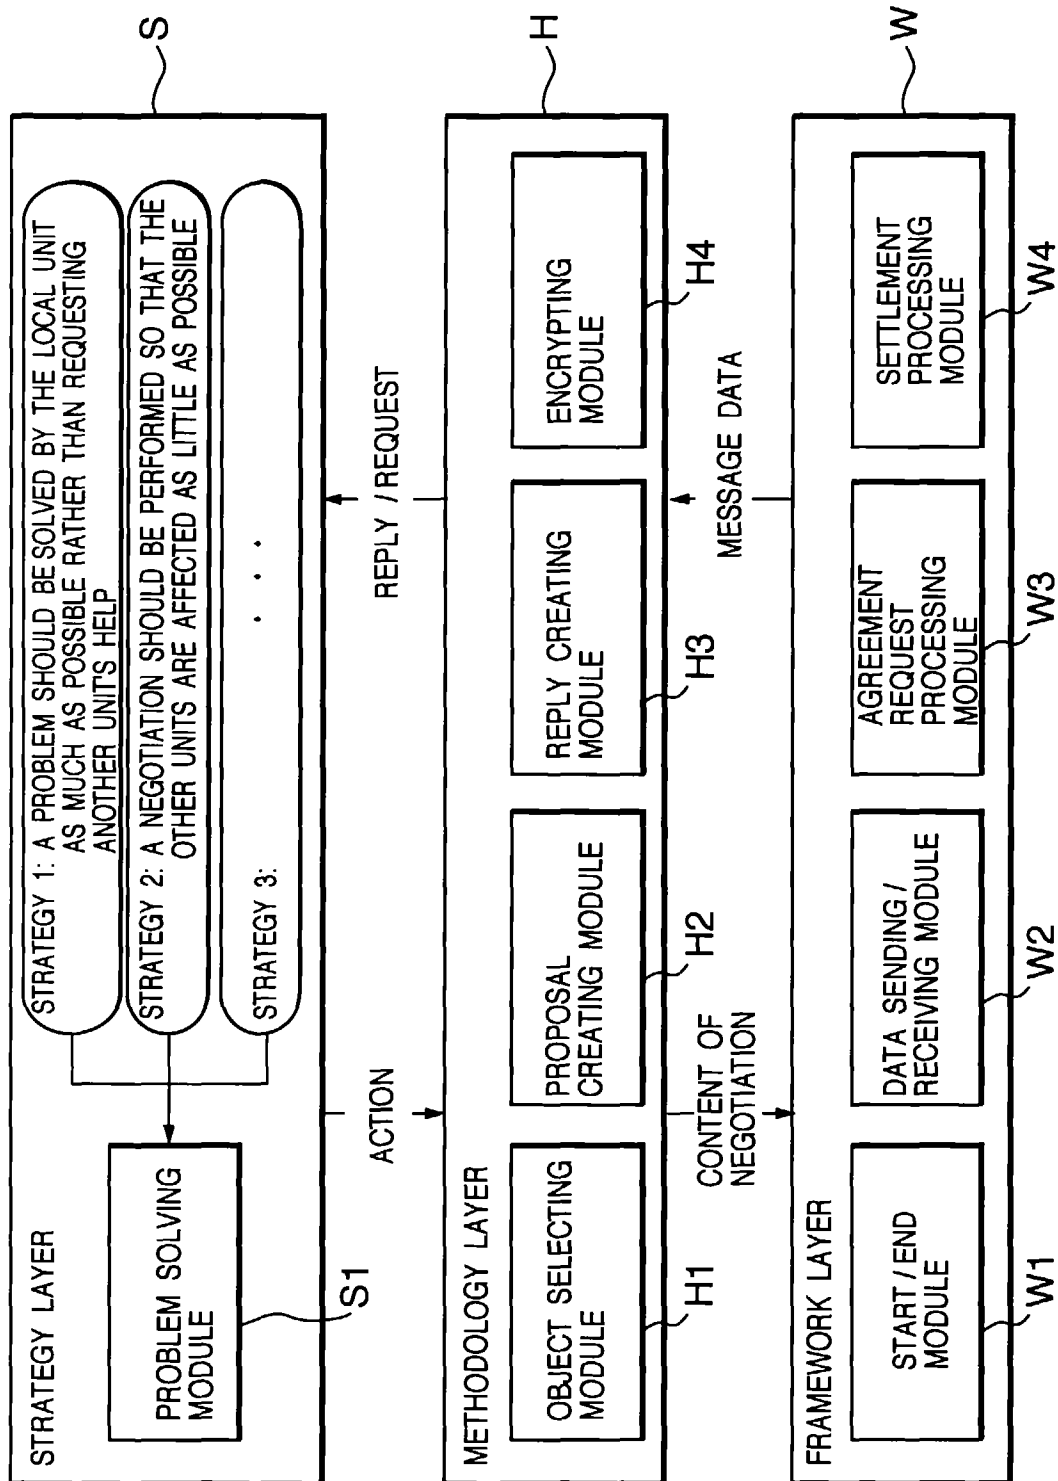 STRATEGY LAYER
PROBLEM SOLVING
MODULE
S1
STRATEGY 1: A PROBLEM SHOULD BE SOLVED BY THE LOCAL UNIT
AS MUCH AS POSSIBLE RATHER THAN REQUESTING
ANOTHER UNIT'S HELP
STRATEGY 2: A NEGOTIATION SHOULD BE PERFORMED SO THAT THE
OTHER UNITS ARE AFFECTED AS LITTLE AS POSSIBLE
STRATEGY 3: . . .
S
ACTION
REPLY / REQUEST
METHODOLOGY LAYER
H
OBJECT SELECTING
MODULE
H1
PROPOSAL
CREATING MODULE
H2
REPLY CREATING
MODULE
H3
ENCRYPTING
MODULE
H4
CONTENT OF
NEGOTIATION
MESSAGE DATA
FRAMEWORK LAYER
W
START / END
MODULE
W1
DATA SENDING /
RECEIVING MODULE
W2
AGREEMENT
REQUEST
PROCESSING
MODULE
W3
SETTLEMENT
PROCESSING
MODULE
W4